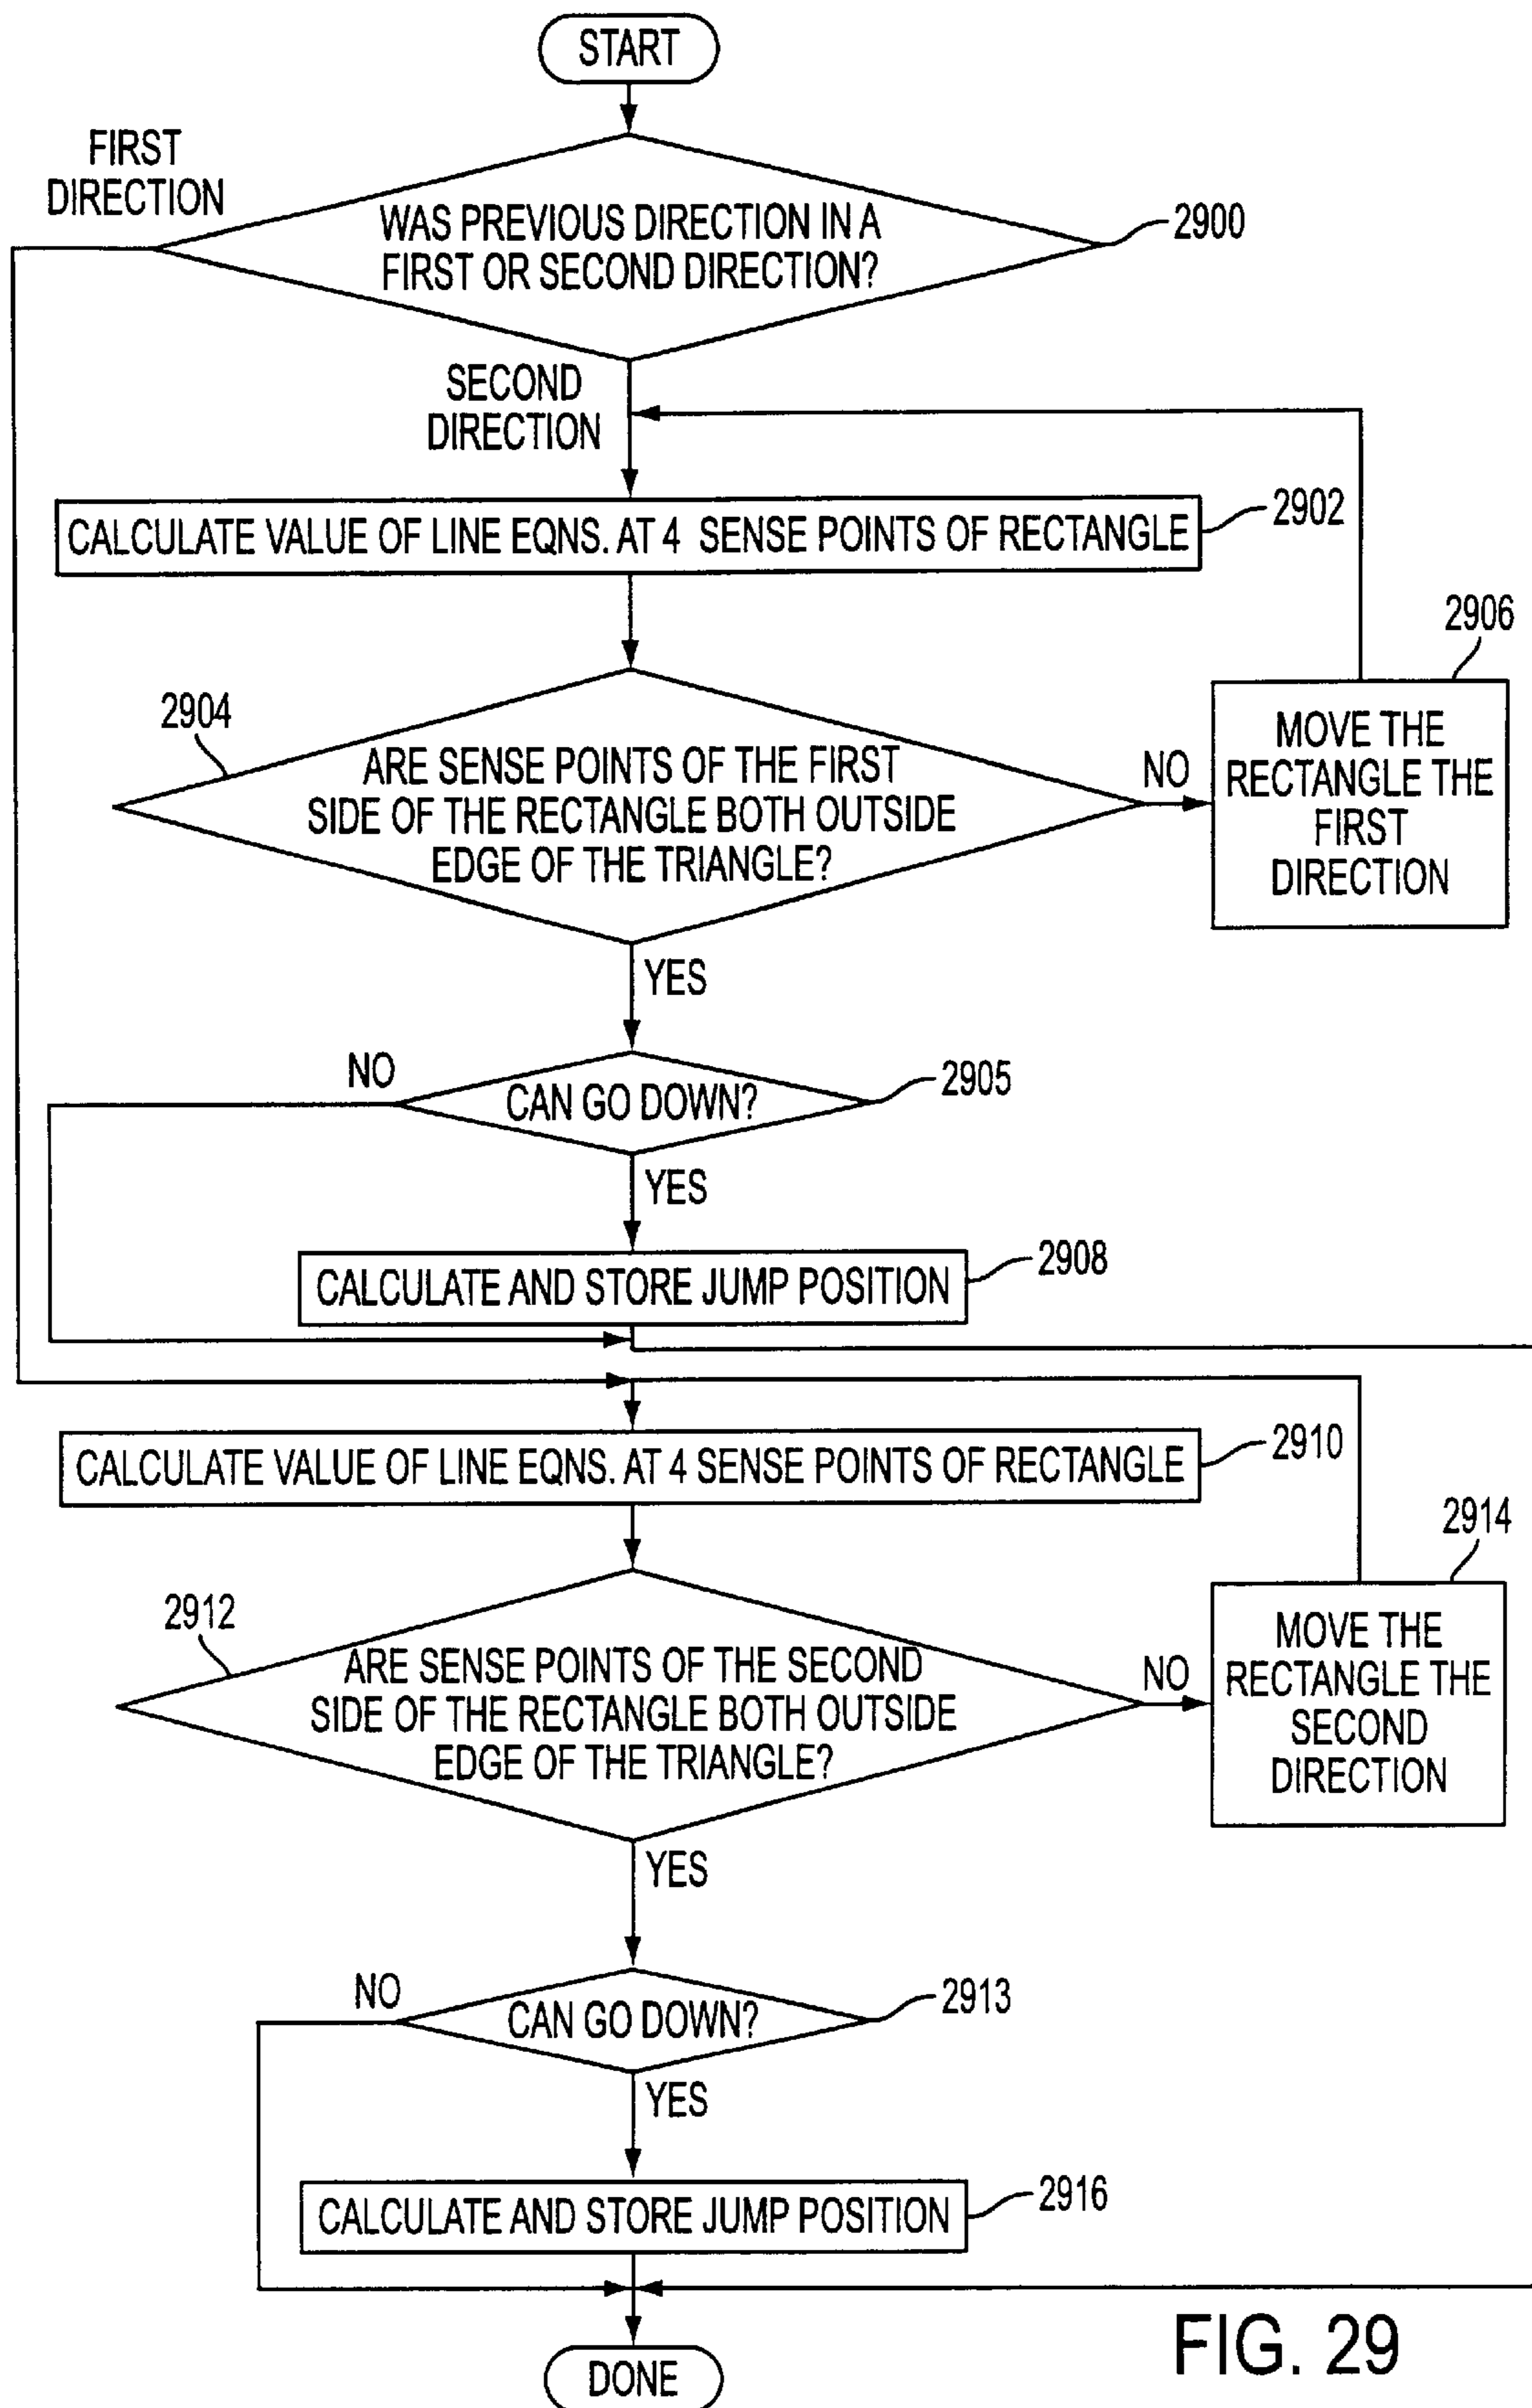 START
FIRST
DIRECTION
WAS PREVIOUS DIRECTION IN A
FIRST OR SECOND DIRECTION?
2900
SECOND
DIRECTION
CALCULATE VALUE OF LINE EQNS. AT 4 SENSE POINTS OF RECTANGLE
2902
2904
ARE SENSE POINTS OF THE FIRST
SIDE OF THE RECTANGLE BOTH OUTSIDE
EDGE OF THE TRIANGLE?
NO
2906
MOVE THE
RECTANGLE THE
FIRST
DIRECTION
YES
NO
CAN GO DOWN?
2905
YES
CALCULATE AND STORE JUMP POSITION
2908
CALCULATE VALUE OF LINE EQNS. AT 4 SENSE POINTS OF RECTANGLE
2910
2912
ARE SENSE POINTS OF THE SECOND
SIDE OF THE RECTANGLE BOTH OUTSIDE
EDGE OF THE TRIANGLE?
NO
2914
MOVE THE
RECTANGLE THE
SECOND
DIRECTION
YES
NO
CAN GO DOWN?
2913
YES
CALCULATE AND STORE JUMP POSITION
2916
DONE
FIG. 29